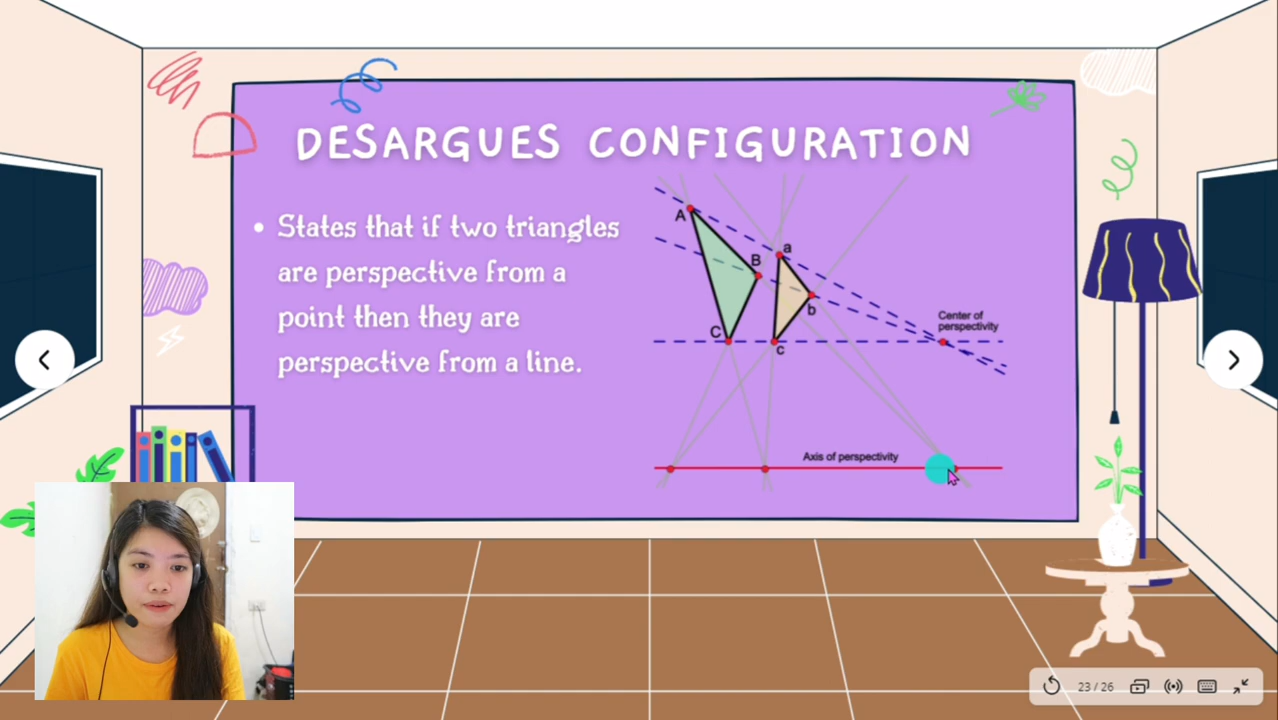 DESARGUES CONFIGURATION
• States that if two triangles
are perspective from a
point then they are
perspective from a line.
A
a
B
b
C
c
Center of
perspectivity
Axis of perspectivity
23 / 26